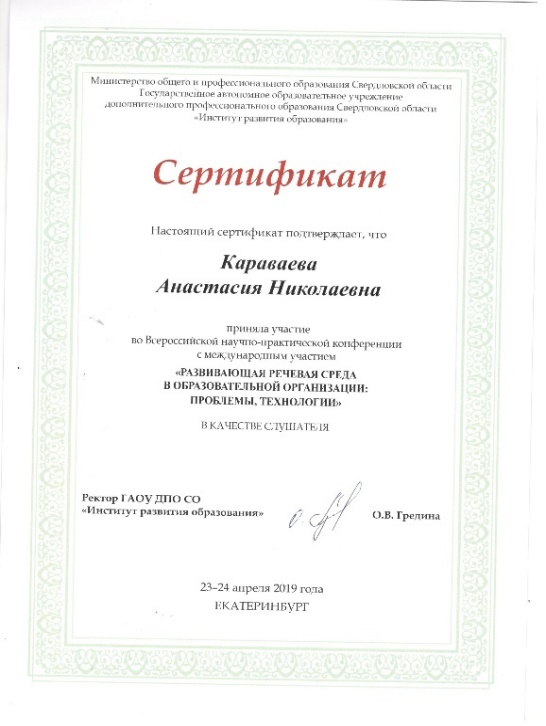 Министерство общего и профессионального образования Свердловской области
Государственное автономное образовательное учреждение
дополнительного профессионального образования Свердловской области
«Институт развития образования»
Сертификат
Настоящий сертификат подтверждает, что
Караваева
Анастасия Николаевна
приняла участие
во Всероссийской научно-практической конференции
с международным участием
«РАЗВИВАЮЩАЯ РЕЧЕВАЯ СРЕДА
В ОБРАЗОВАТЕЛЬНОЙ ОРГАНИЗАЦИИ:
ПРОБЛЕМЫ, ТЕХНОЛОГИИ»
В КАЧЕСТВЕ СЛУШАТЕЛЯ
Ректор ГАОУ ДПО СО
«Институт развития образования»
О.В. Гредина
23–24 апреля 2019 года
ЕКАТЕРИНБУРГ